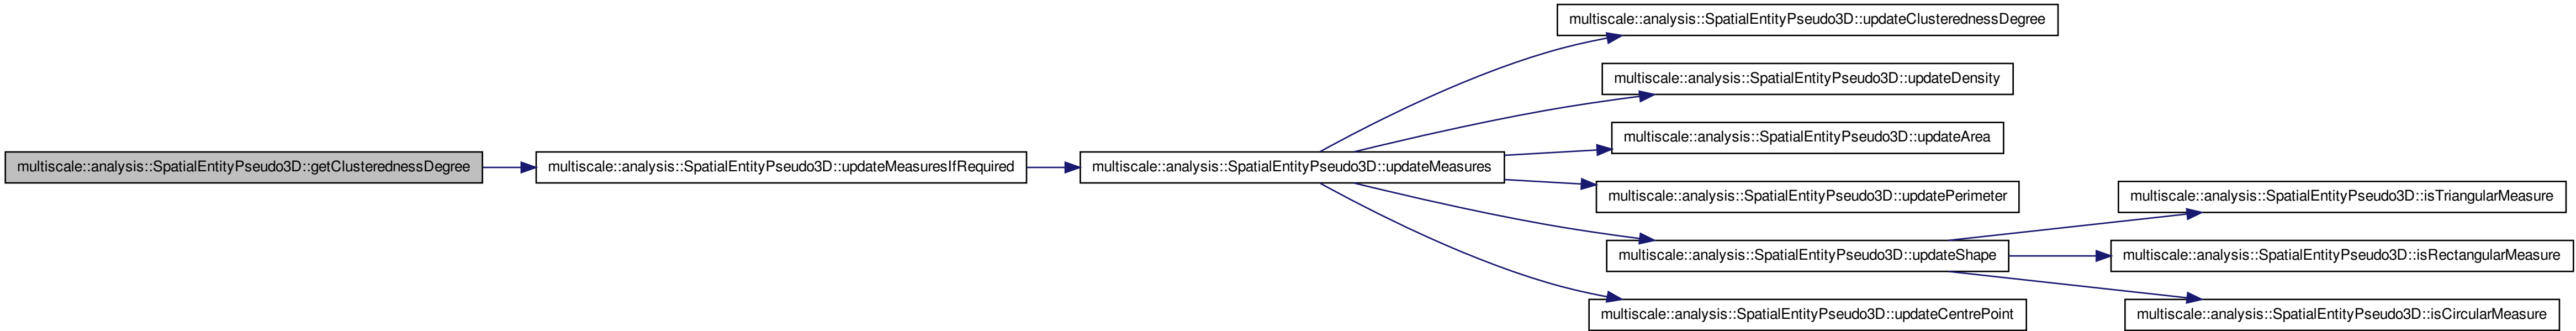 multiscale::analysis::SpatialEntityPseudo3D::getClusterednessDegree
multiscale::analysis::SpatialEntityPseudo3D::updateMeasuresIfRequired
multiscale::analysis::SpatialEntityPseudo3D::updateMeasures
multiscale::analysis::SpatialEntityPseudo3D::updateClusterednessDegree
multiscale::analysis::SpatialEntityPseudo3D::updateDensity
multiscale::analysis::SpatialEntityPseudo3D::updateArea
multiscale::analysis::SpatialEntityPseudo3D::updatePerimeter
multiscale::analysis::SpatialEntityPseudo3D::updateShape
multiscale::analysis::SpatialEntityPseudo3D::updateCentrePoint
multiscale::analysis::SpatialEntityPseudo3D::isTriangularMeasure
multiscale::analysis::SpatialEntityPseudo3D::isRectangularMeasure
multiscale::analysis::SpatialEntityPseudo3D::isCircularMeasure